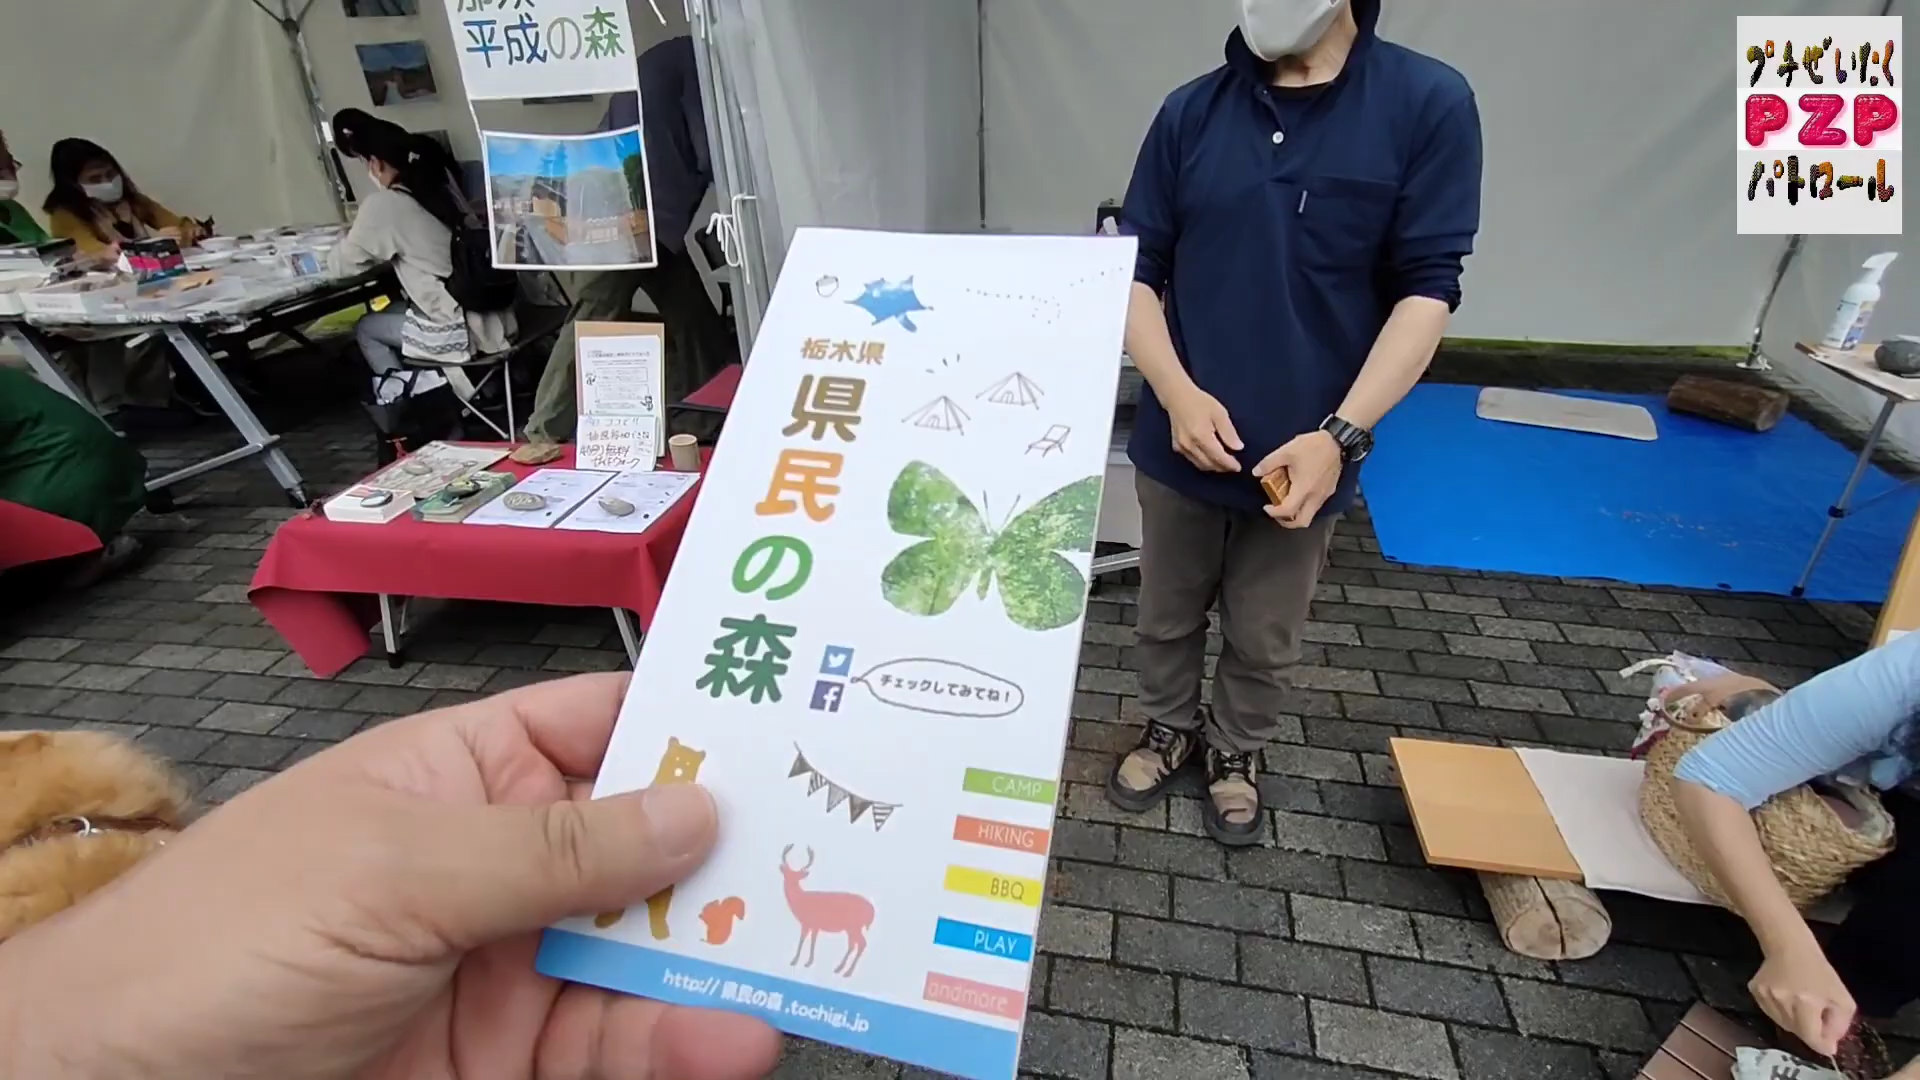 平成の森
プチぜいたく
PZP
パトロール
栃木県
県民の森
チェックしてみてね！
CAMP
HIKING
BBQ
PLAY
andmore
http://県民の森.tochigi.jp